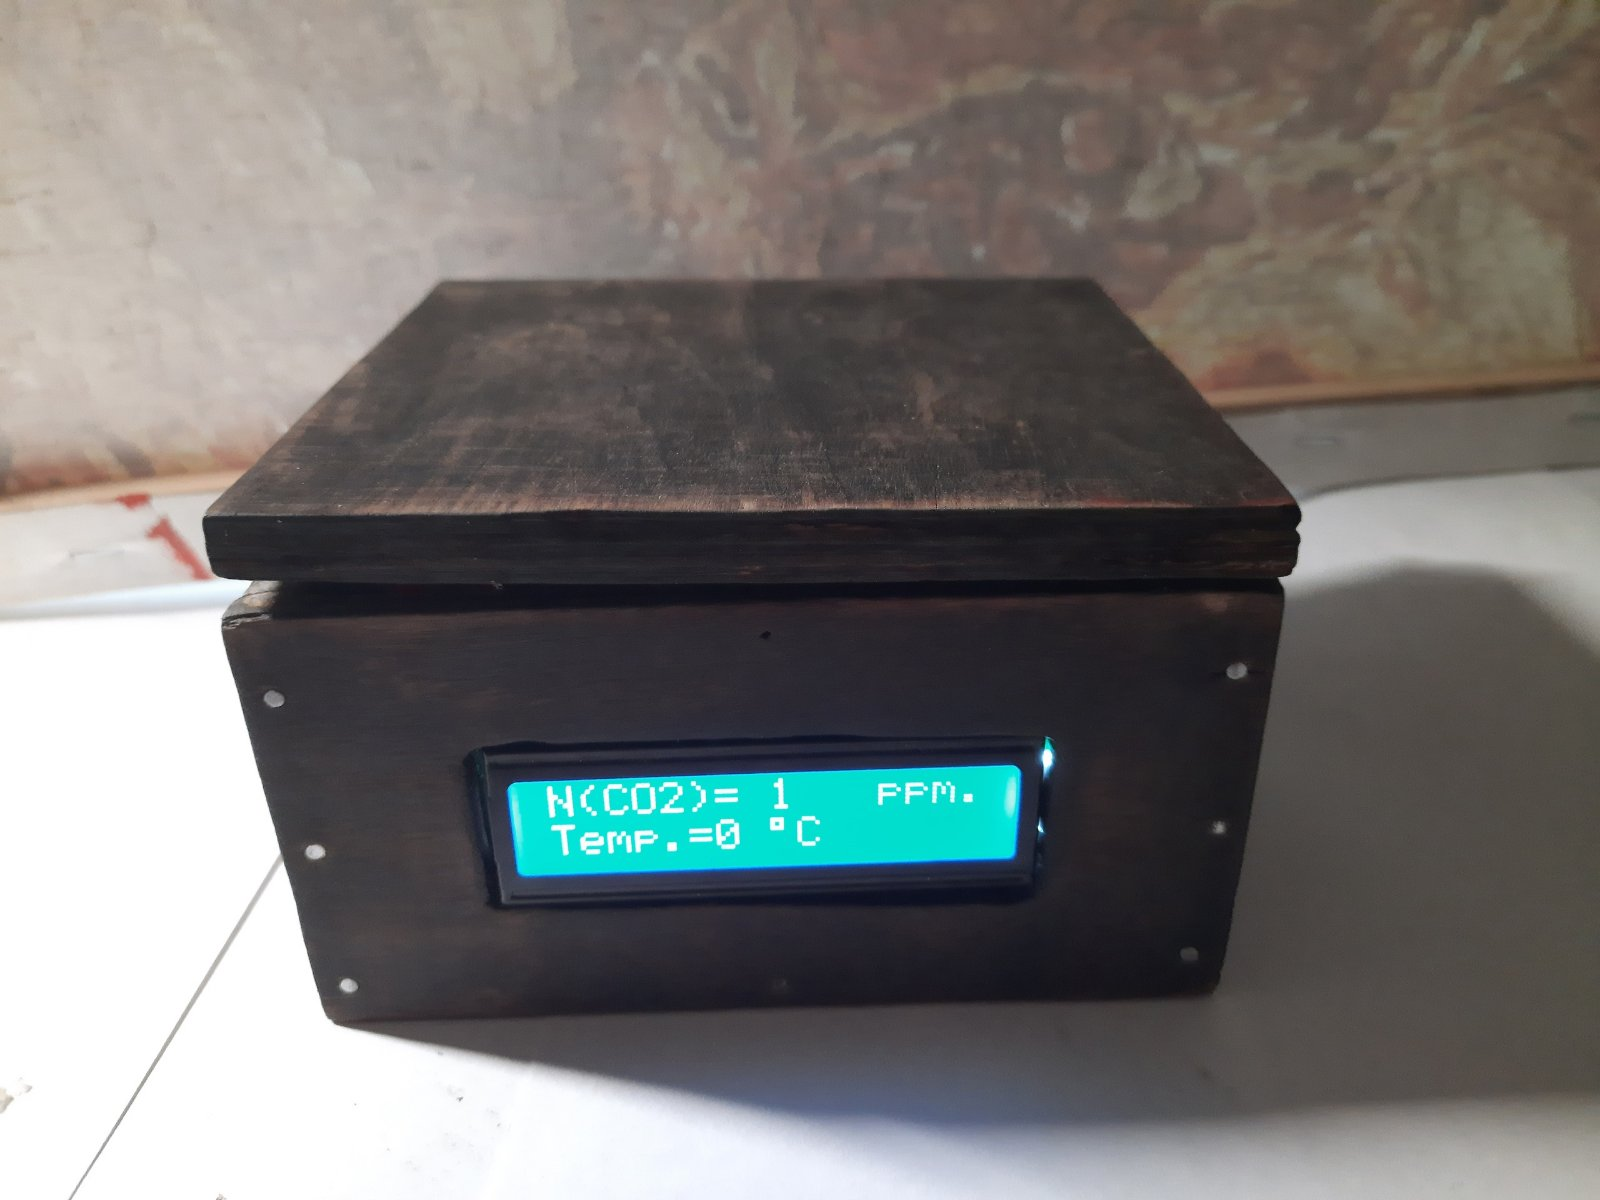 N(CO2)= 1 ppm.
Temp.=0 °C